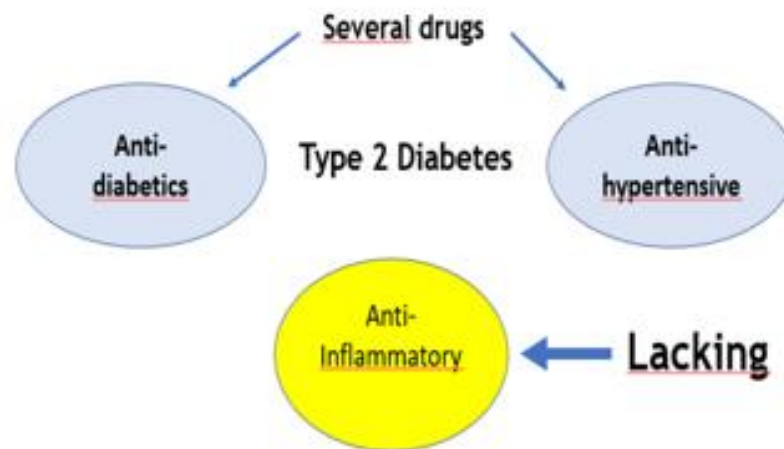 Several drugs
Anti-
diabetics
Type 2 Diabetes
Anti-
hypertensive
Anti-
Inflammatory
Lacking